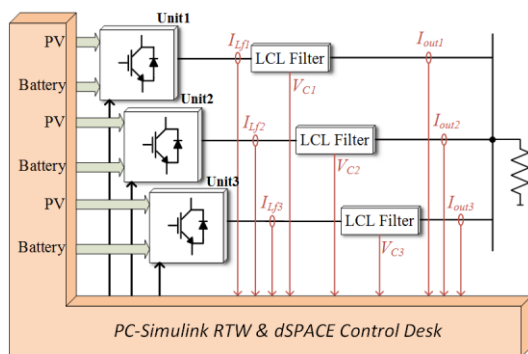 Unit1
PV
I_Lf1
LCL Filter
I_out1
Battery
V_C1
Unit2
PV
I_Lf2
LCL Filter
I_out2
Battery
V_C2
Unit3
PV
I_Lf3
LCL Filter
I_out3
Battery
V_C3
PC-Simulink RTW & dSPACE Control Desk